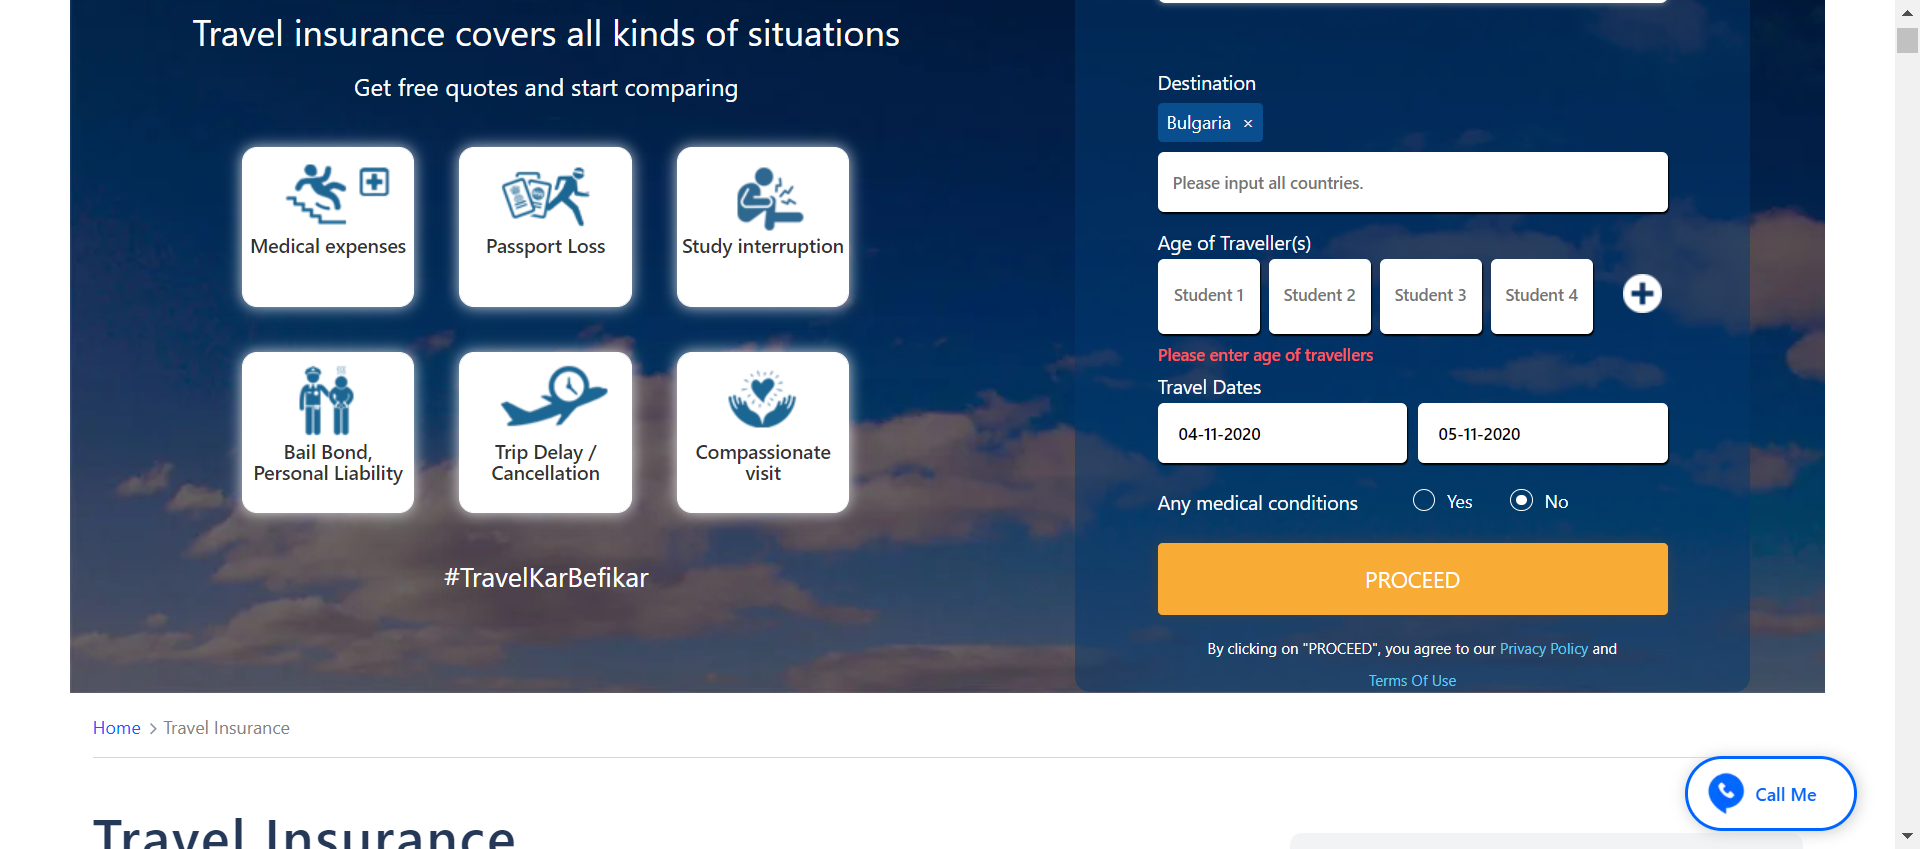 Travel insurance covers all kinds of situations
Get free quotes and start comparing
Medical expenses
Passport Loss
Study interruption
Bail Bond,
Personal Liability
Trip Delay /
Cancellation
Compassionate
visit
#TravelKarBefikar
Destination
Bulgaria ×
Please input all countries.
Age of Traveller(s)
Student 1 Student 2 Student 3 Student 4
Please enter age of travellers
Travel Dates
04-11-2020 05-11-2020
Any medical conditions Yes No
PROCEED
By clicking on "PROCEED", you agree to our Privacy Policy and
Terms Of Use
Home > Travel Insurance
Call Me
Travel Insurance